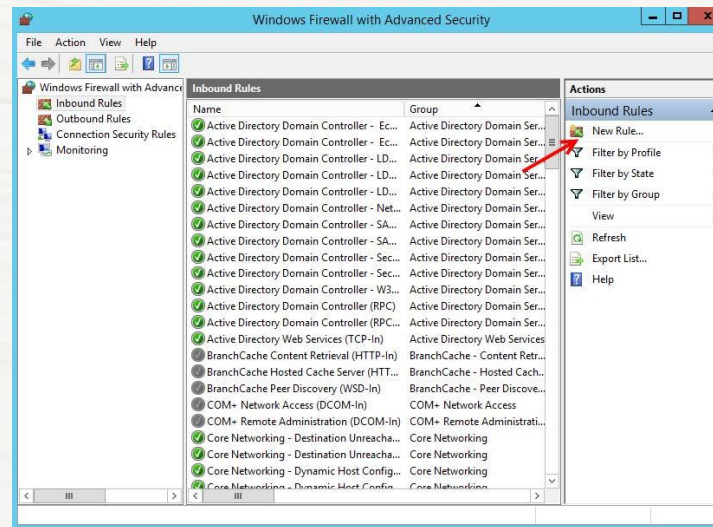 Windows Firewall with Advanced Security
File Action View Help
Windows Firewall with Advance
Inbound Rules
Outbound Rules
Connection Security Rules
Monitoring
Inbound Rules
Name Group
Active Directory Domain Controller - Ec... Active Directory Domain Ser...
Active Directory Domain Controller - Ec... Active Directory Domain Ser...
Active Directory Domain Controller - LD... Active Directory Domain Ser...
Active Directory Domain Controller - LD... Active Directory Domain Ser...
Active Directory Domain Controller - LD... Active Directory Domain Ser...
Active Directory Domain Controller - Net... Active Directory Domain Ser...
Active Directory Domain Controller - SA... Active Directory Domain Ser...
Active Directory Domain Controller - SA... Active Directory Domain Ser...
Active Directory Domain Controller - Sec... Active Directory Domain Ser...
Active Directory Domain Controller - Sec... Active Directory Domain Ser...
Active Directory Domain Controller - W3... Active Directory Domain Ser...
Active Directory Domain Controller (RPC) Active Directory Domain Ser...
Active Directory Domain Controller (RPC... Active Directory Domain Ser...
Active Directory Web Services (TCP-In) Active Directory Web Services
BranchCache Content Retrieval (HTTP-In) BranchCache - Content Retr...
BranchCache Hosted Cache Server (HTT... BranchCache - Hosted Cach...
BranchCache Peer Discovery (WSD-In) BranchCache - Peer Discove...
COM+ Network Access (DCOM-In) COM+ Network Access
COM+ Remote Administration (DCOM-In) COM+ Remote Administrati...
Core Networking - Destination Unreacha... Core Networking
Core Networking - Destination Unreacha... Core Networking
Core Networking - Dynamic Host Config... Core Networking
Core Networking - Dynamic Host Config... Core Networking
Actions
Inbound Rules
New Rule...
Filter by Profile
Filter by State
Filter by Group
View
Refresh
Export List...
Help